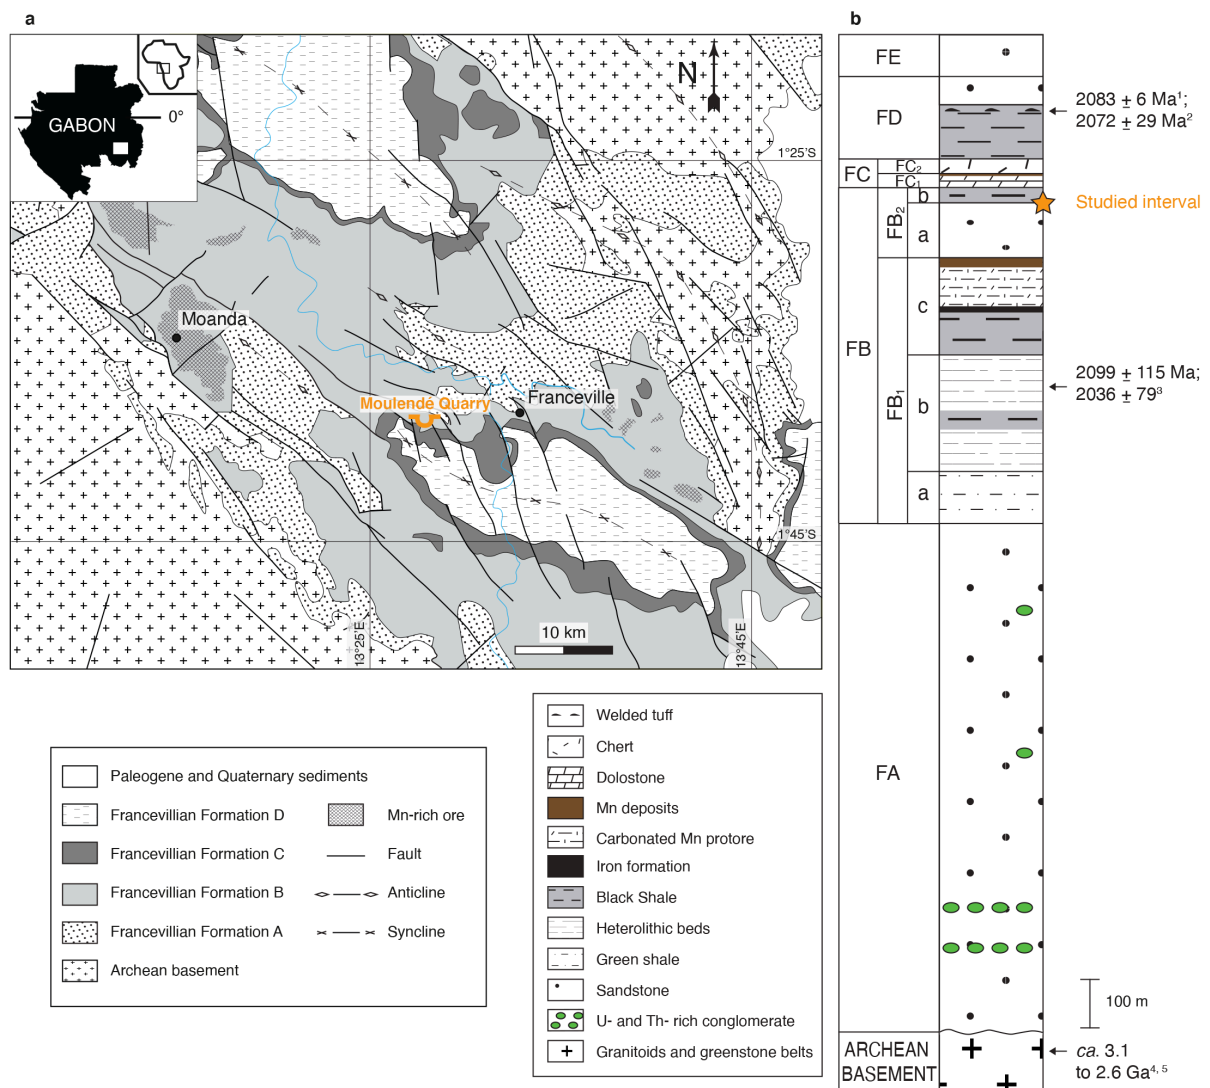 a
GABON
0°
N
1°25'S
Moanda
Moulendé Quarry
Franceville
1°45'S
13°25'E
10 km
13°45'E
Paleogene and Quaternary sediments
Francevillian Formation D
Francevillian Formation C
Francevillian Formation B
Francevillian Formation A
Archean basement
Mn-rich ore
Fault
Anticline
Syncline
Welded tuff
Chert
Dolostone
Mn deposits
Carbonated Mn protore
Iron formation
Black Shale
Heterolithic beds
Green shale
Sandstone
U- and Th- rich conglomerate
Granitoids and greenstone belts
b
FE
FD
2083 ± 6 Ma¹;
2072 ± 29 Ma²
FC
FC₂
FC₁
FB
FB₂
b
a
Studied interval
FB₁
c
b
a
2099 ± 115 Ma;
2036 ± 79³
FA
100 m
ARCHEAN
BASEMENT
ca. 3.1
to 2.6 Ga⁴˒ ⁵